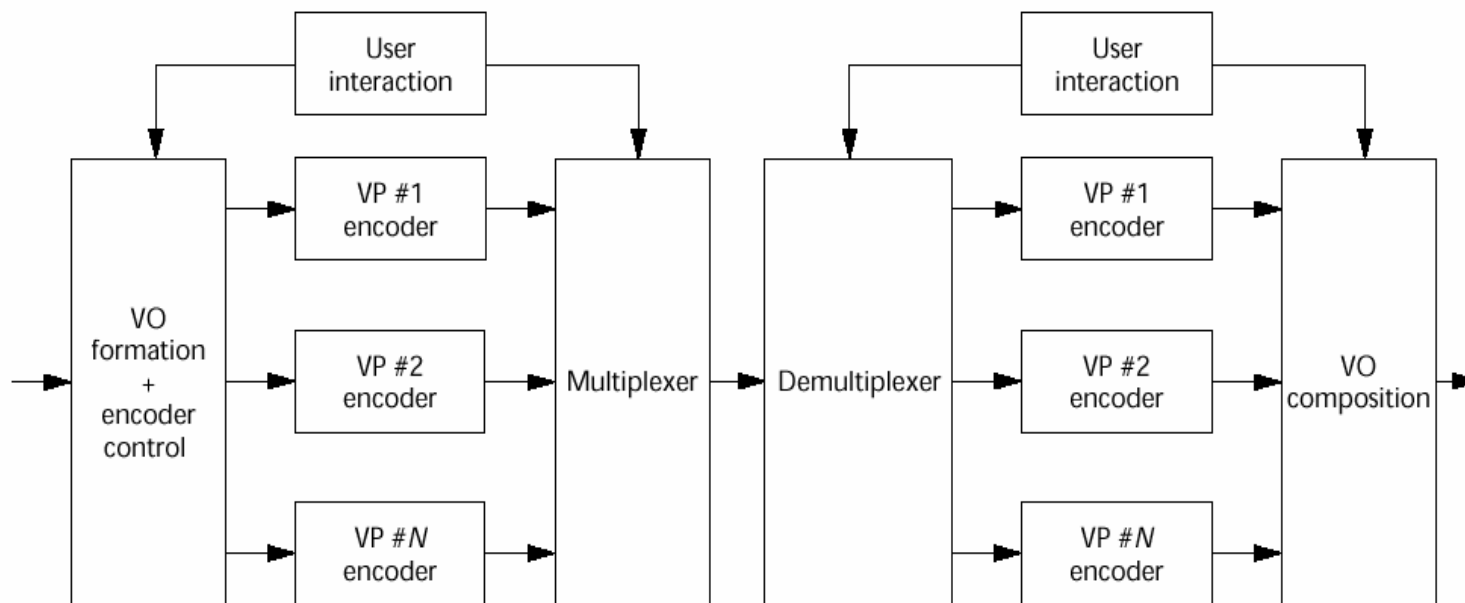 User
interaction
User
interaction
VP #1
encoder
VP #1
encoder
VO
formation
+
encoder
control
VP #2
encoder
Multiplexer
Demultiplexer
VP #2
encoder
VO
composition
VP #N
encoder
VP #N
encoder